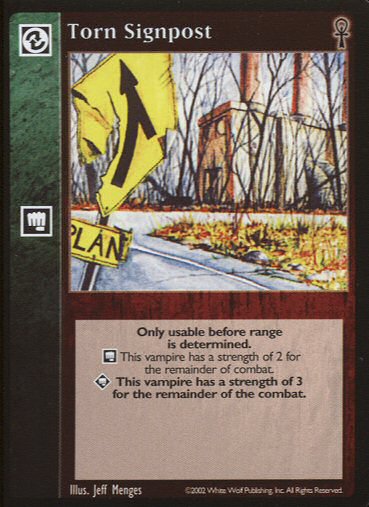 Torn Signpost
PLAN
Only usable before range
is determined.
This vampire has a strength of 2 for
the remainder of combat.
This vampire has a strength of 3
for the remainder of the combat.
Illus. Jeff Menges
©2002 White Wolf Publishing, Inc. All Rights Reserved.